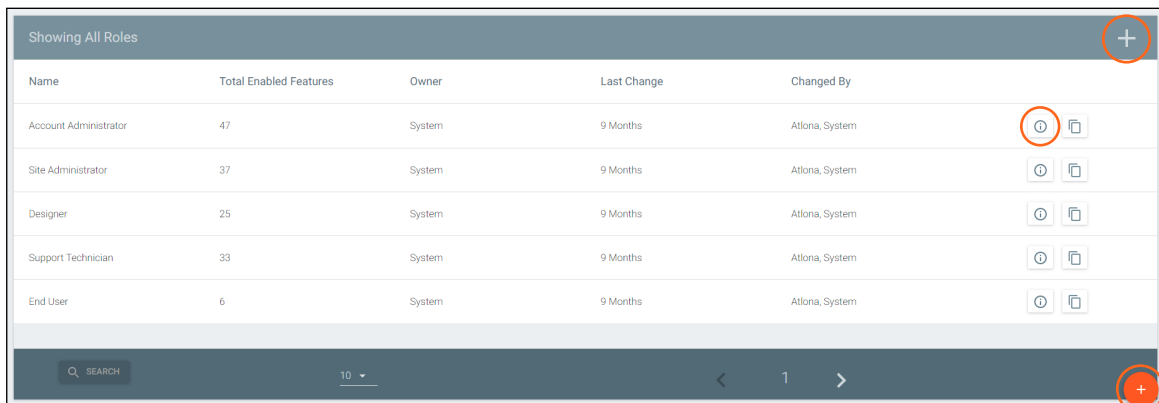 Showing All Roles
Name Total Enabled Features Owner Last Change Changed By
Account Administrator 47 System 9 Months Atlona, System
Site Administrator 37 System 9 Months Atlona, System
Designer 25 System 9 Months Atlona, System
Support Technician 33 System 9 Months Atlona, System
End User 6 System 9 Months Atlona, System
SEARCH 10 1